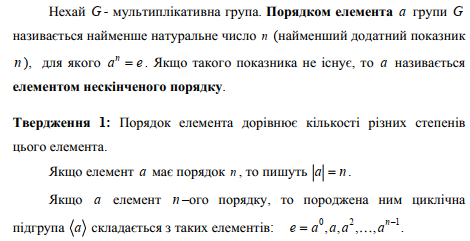 Нехай G - мультиплікативна група. Порядком елемента a групи G
називається найменше натуральне число n (найменший додатний показник
n), для якого aⁿ = e. Якщо такого показника не існує, то a називається
елементом нескінченого порядку.
Твердження 1: Порядок елемента дорівнює кількості різних степенів
цього елемента.
Якщо елемент a має порядок n, то пишуть |a| = n.
Якщо a елемент n–ого порядку, то породжена ним циклічна
підгрупа ⟨a⟩ складається з таких елементів: e = a⁰, a, a², …, aⁿ⁻¹.